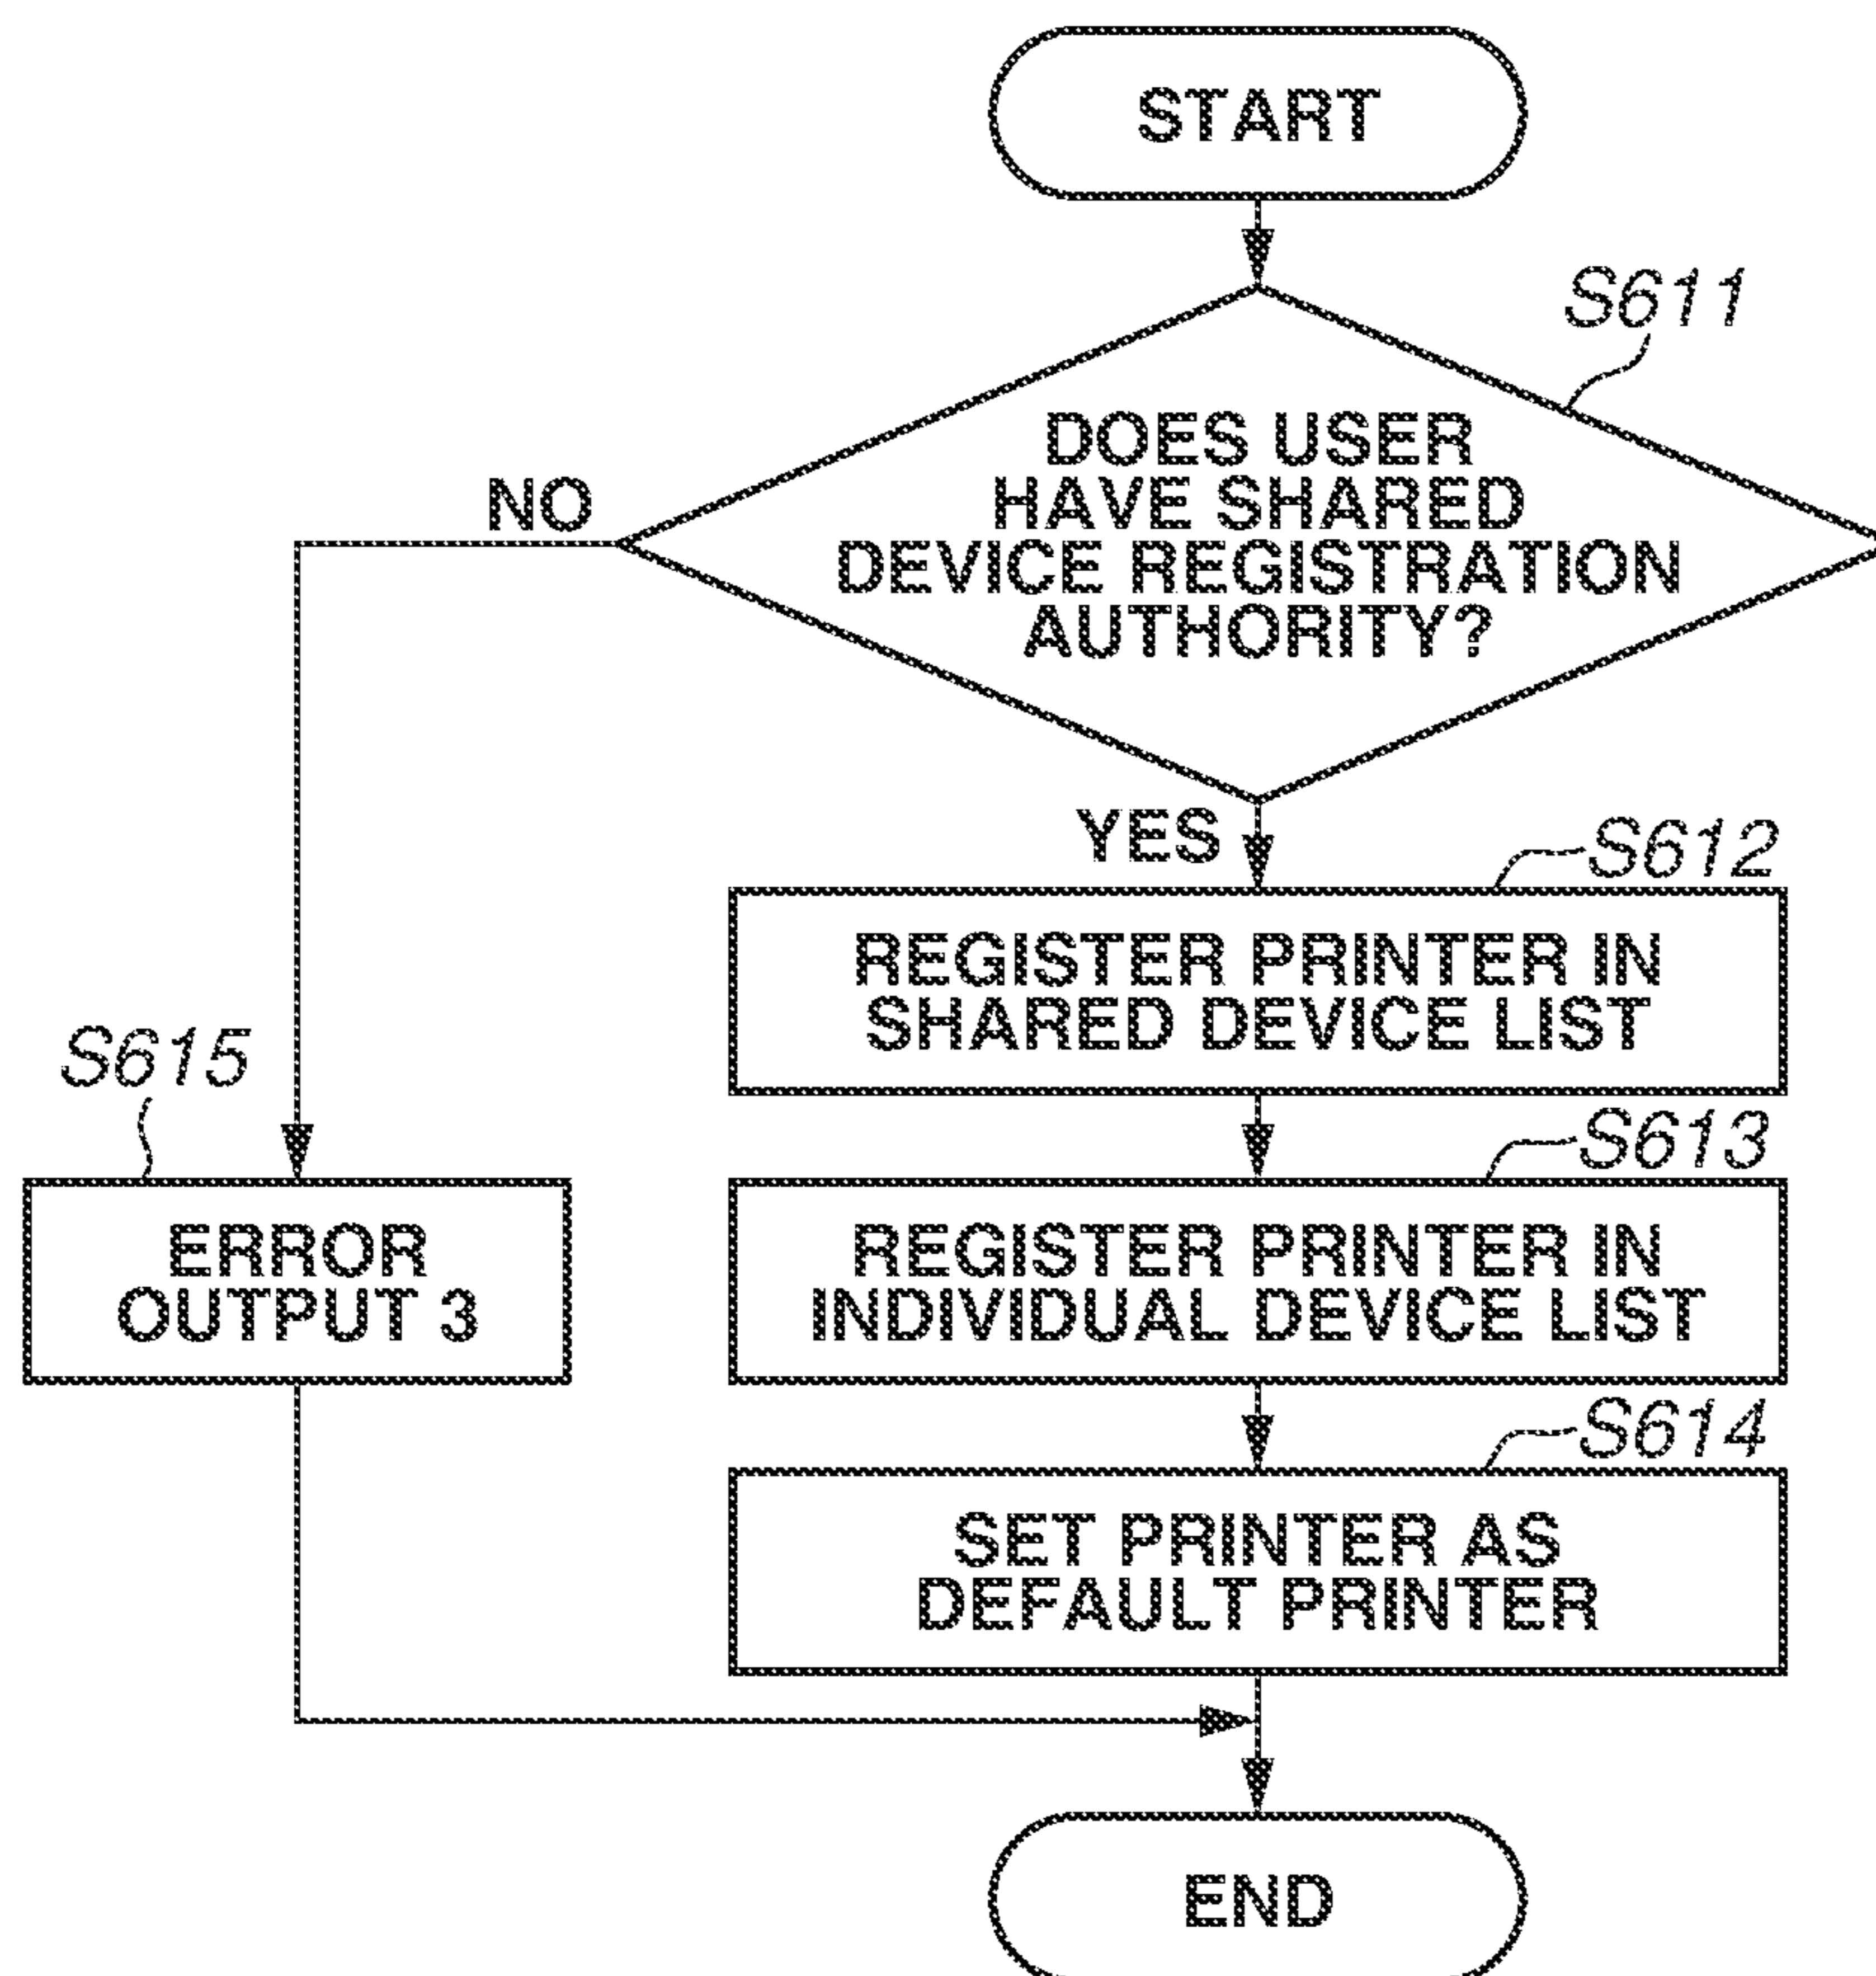 START
S611
DOES USER
HAVE SHARED
DEVICE REGISTRATION
AUTHORITY?
NO
YES
S612
REGISTER PRINTER IN
SHARED DEVICE LIST
S615
ERROR
OUTPUT 3
S613
REGISTER PRINTER IN
INDIVIDUAL DEVICE LIST
S614
SET PRINTER AS
DEFAULT PRINTER
END